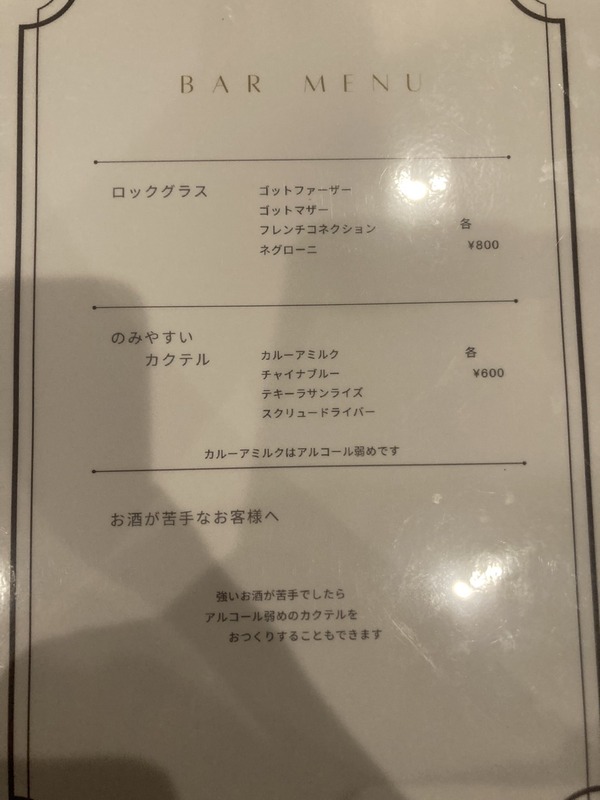 BAR MENU
ロックグラス
ゴットファーザー
ゴットマザー
フレンチコネクション
ネグローニ
各
¥800
のみやすい
カクテル
カルーアミルク
チャイナブルー
テキーラサンライズ
スクリュードライバー
各
¥600
カルーアミルクはアルコール弱めです
お酒が苦手なお客様へ
強いお酒が苦手でしたら
アルコール弱めのカクテルを
おつくりすることもできます